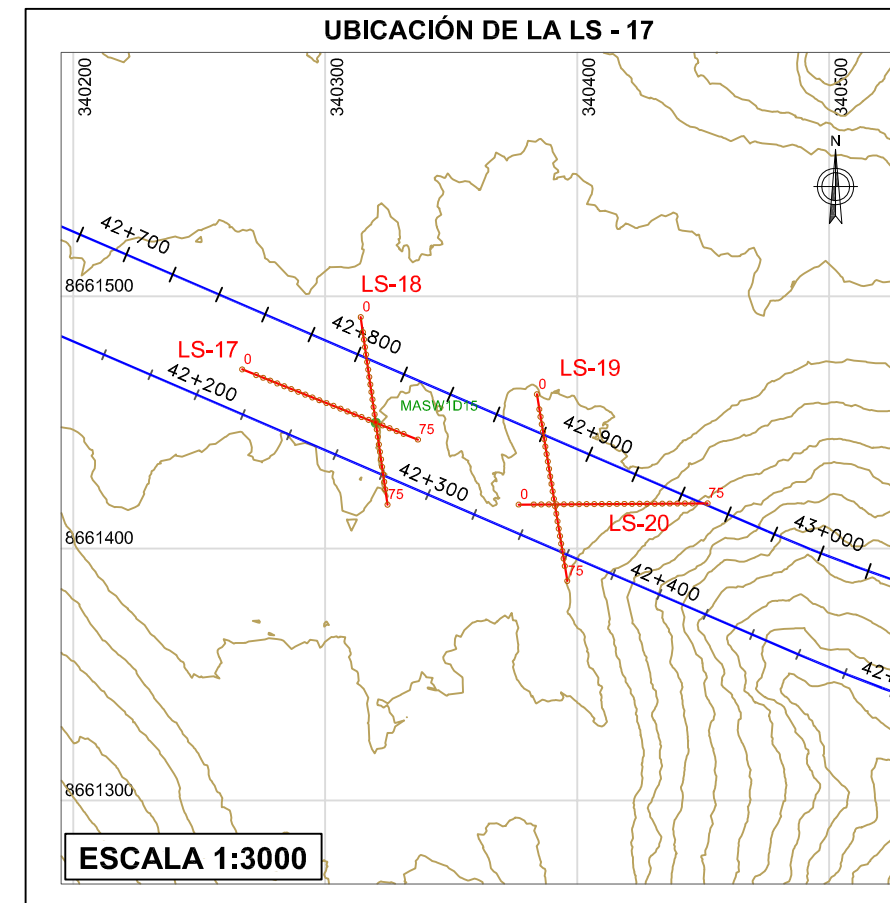 UBICACIÓN DE LA LS - 17
340200
340300
340400
340500
N
42+700
8661500
LS-18
0
42+800
LS-17
0
LS-19
0
42+200
MASW1D15
75
42+900
42+300
75
0
75
LS-20
43+000
8661400
75
42+400
42+
8661300
ESCALA 1:3000